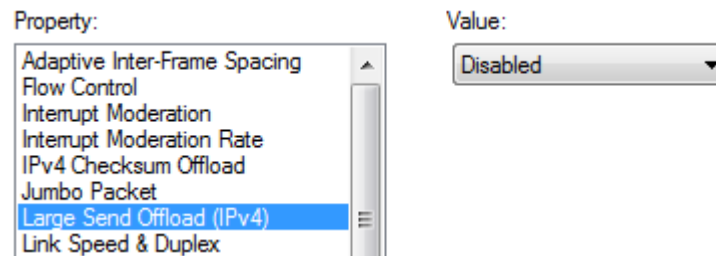 Property:
Value:
Adaptive Inter-Frame Spacing
Disabled
Flow Control
Interrupt Moderation
Interrupt Moderation Rate
IPv4 Checksum Offload
Jumbo Packet
Large Send Offload (IPv4)
Link Speed & Duplex